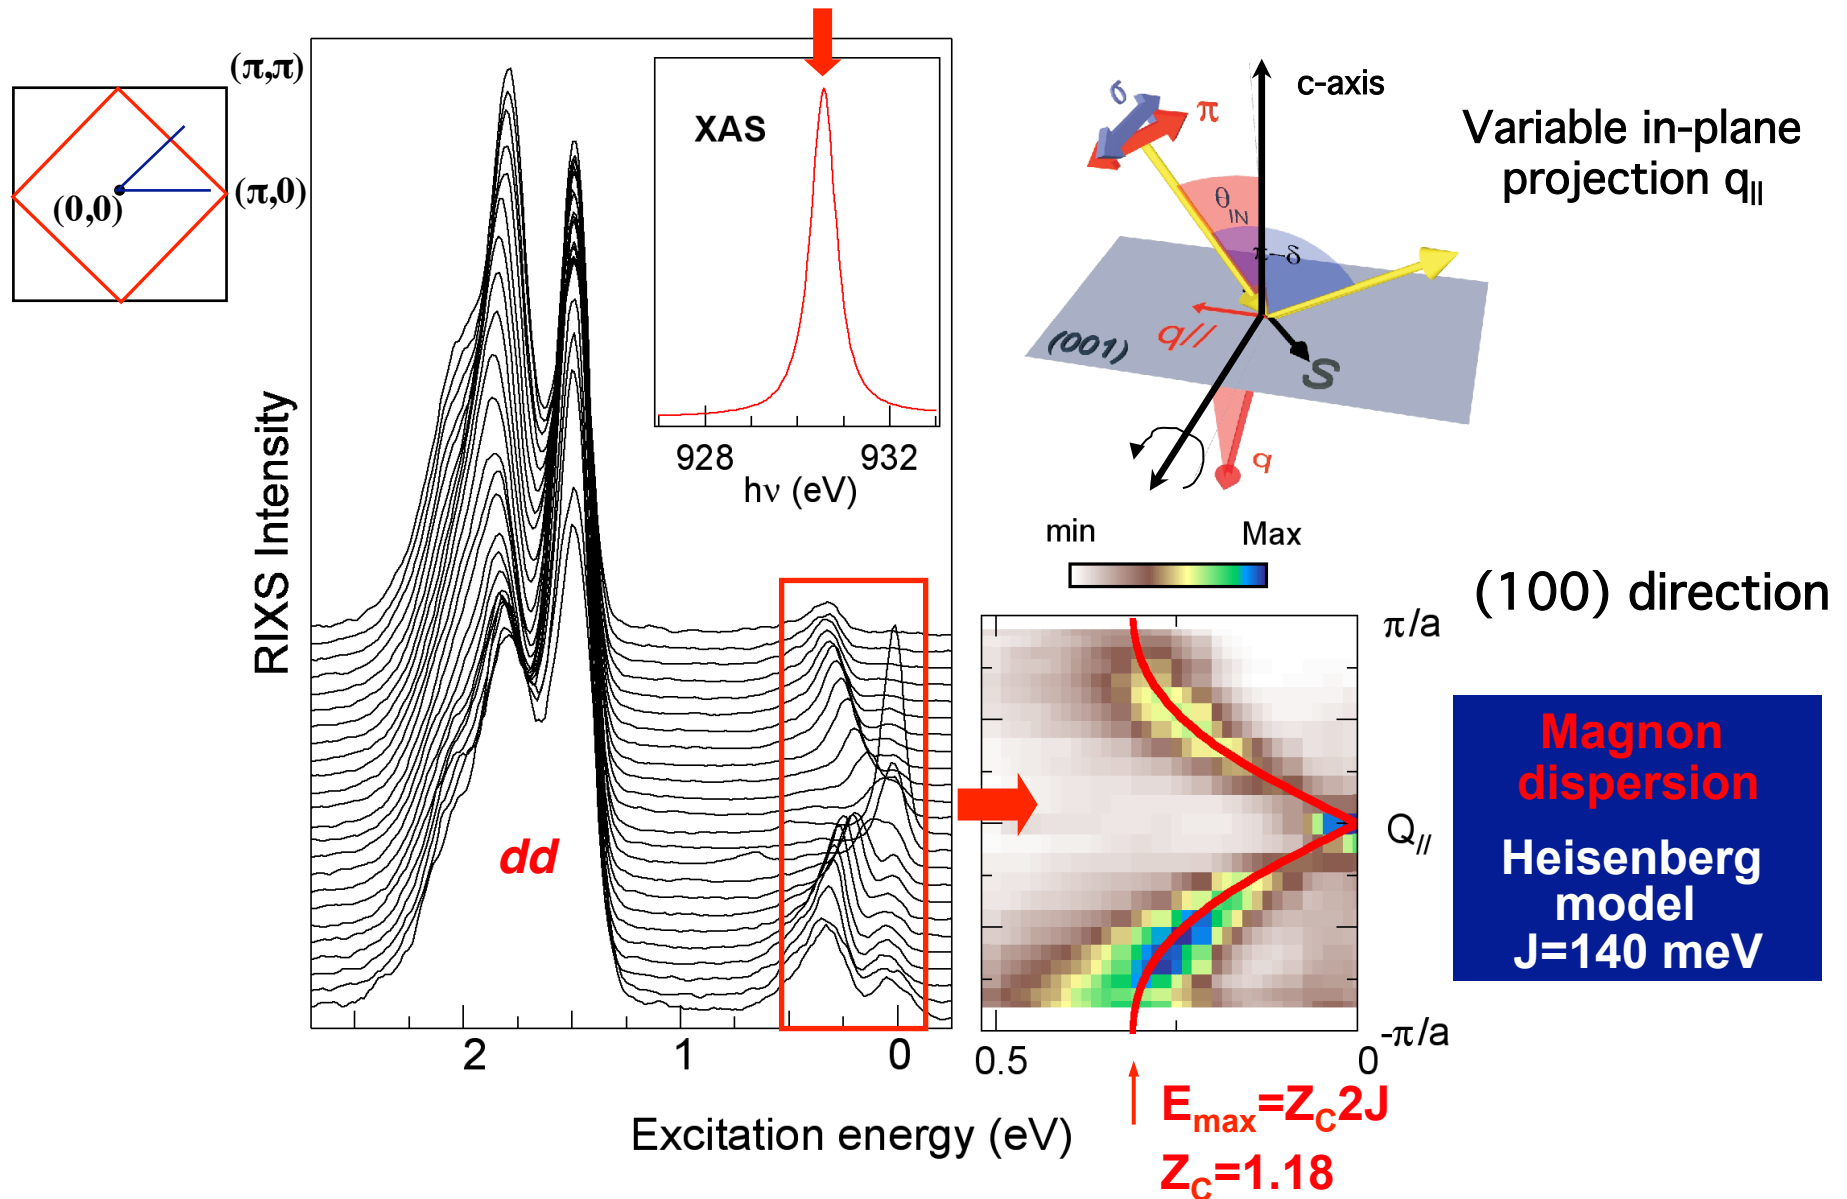 (π,π)
(π,0)
(0,0)
RIXS Intensity
XAS
928
932
hν (eV)
dd
2
1
0
Excitation energy (eV)
σ
π
c-axis
θIN
π−δ
q//
(001)
S
q
Variable in-plane
projection q||
min
Max
(100) direction
π/a
Q//
-π/a
0.5
0
Emax=ZC2J
ZC=1.18
Magnon
dispersion
Heisenberg
model
J=140 meV